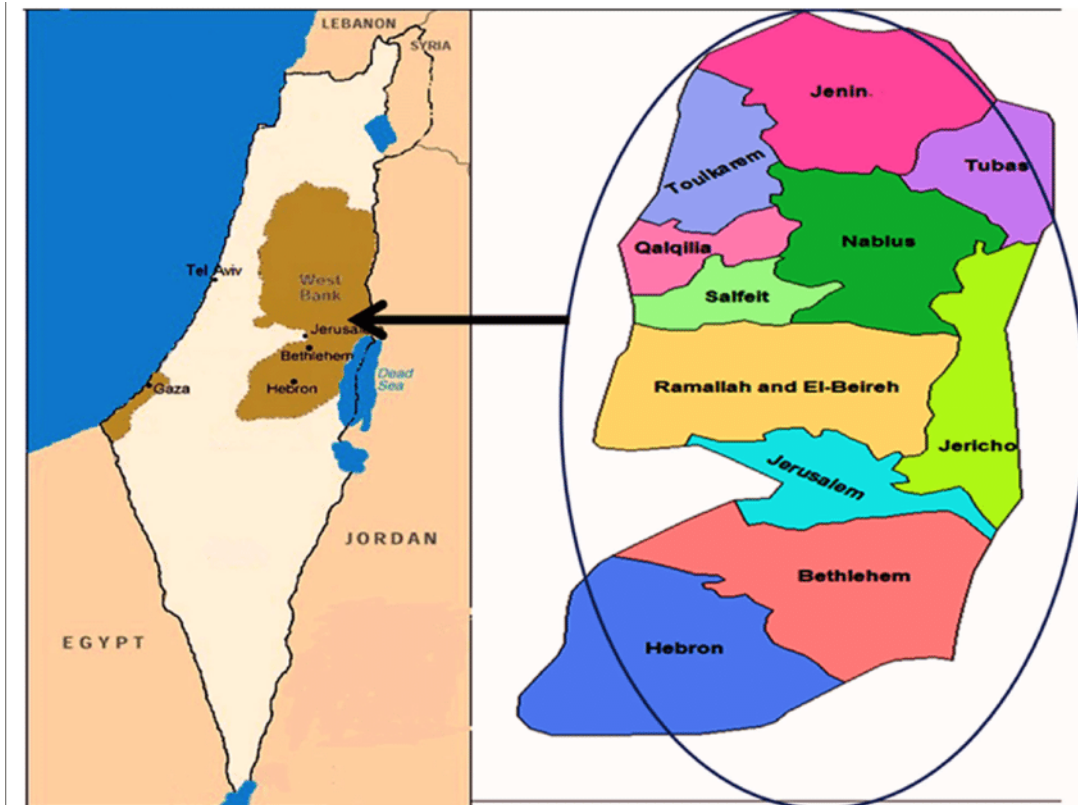 LEBANON
SYRIA
Tel Aviv
West
Bank
Jerusale
Bethlehem
Hebron
Dead
Sea
Gaza
JORDAN
EGYPT
Jenin.
Toulkarem
Tubas
Qalqilia
Nablus
Salfeit
Ramallah and El-Beireh
Jericho
Jerusalem
Bethlehem
Hebron